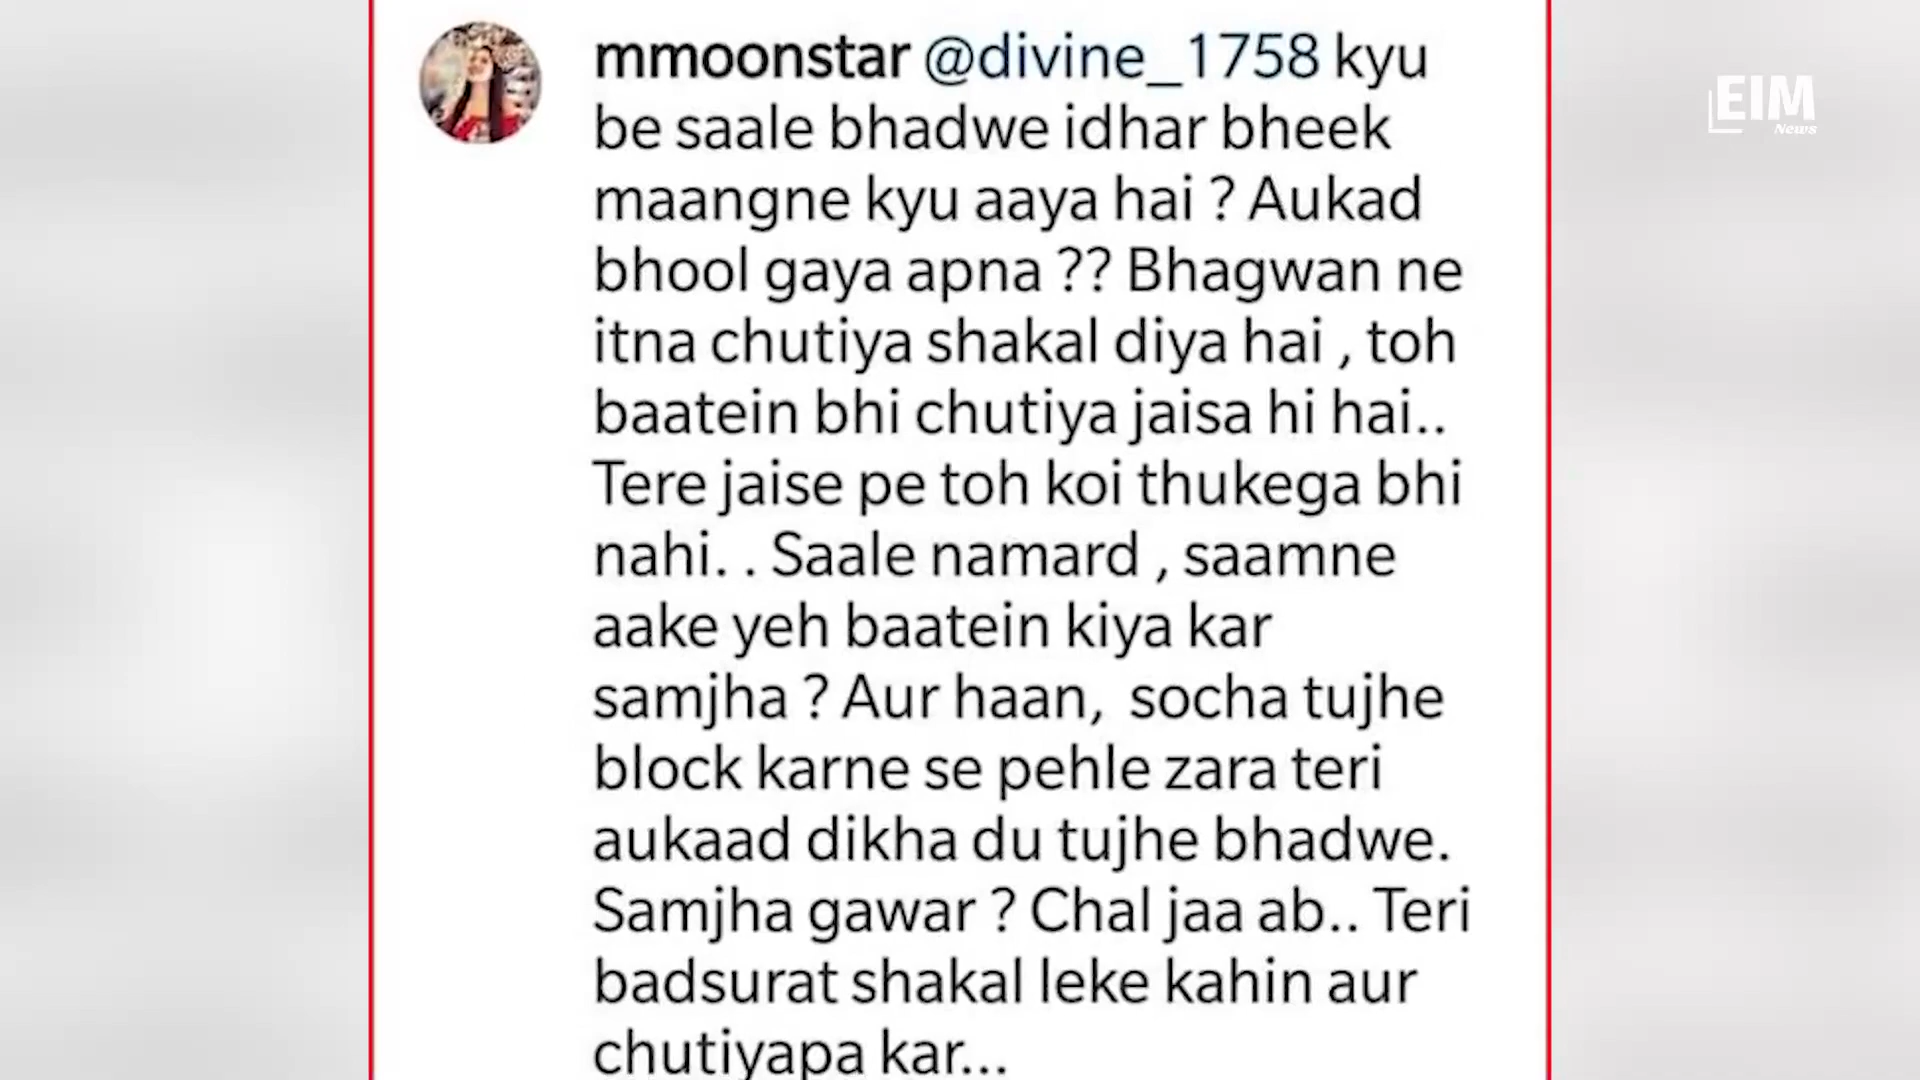 mmoonstar @divine_1758 kyu
be saale bhadwe idhar bheek
maangne kyu aaya hai ? Aukad
bhool gaya apna ?? Bhagwan ne
itna chutiya shakal diya hai , toh
baatein bhi chutiya jaisa hi hai..
Tere jaise pe toh koi thukega bhi
nahi. . Saale namard , saamne
aake yeh baatein kiya kar
samjha ? Aur haan, socha tujhe
block karne se pehle zara teri
aukaad dikha du tujhe bhadwe.
Samjha gawar ? Chal jaa ab.. Teri
badsurat shakal leke kahin aur
chutiyapa kar...
EIM
News